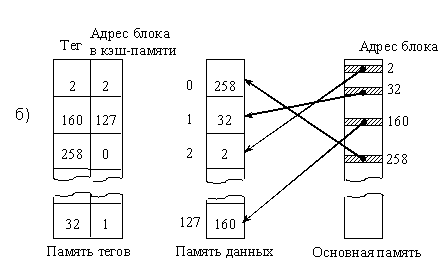 Тег
Адрес блока
в кэш-памяти
Адрес блока
б)
2 2
160 127
258 0
32 1
0 258
1 32
2 2
127 160
2
32
160
258
Память тегов
Память данных
Основная память